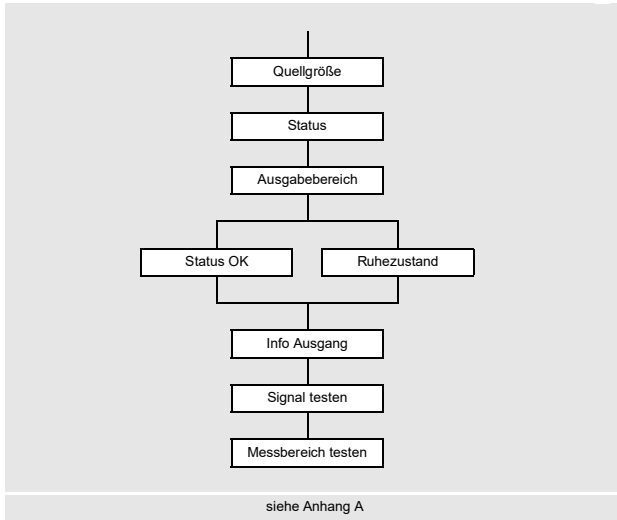 Quellgröße
Status
Ausgabebereich
Status OK
Ruhezustand
Info Ausgang
Signal testen
Messbereich testen
siehe Anhang A